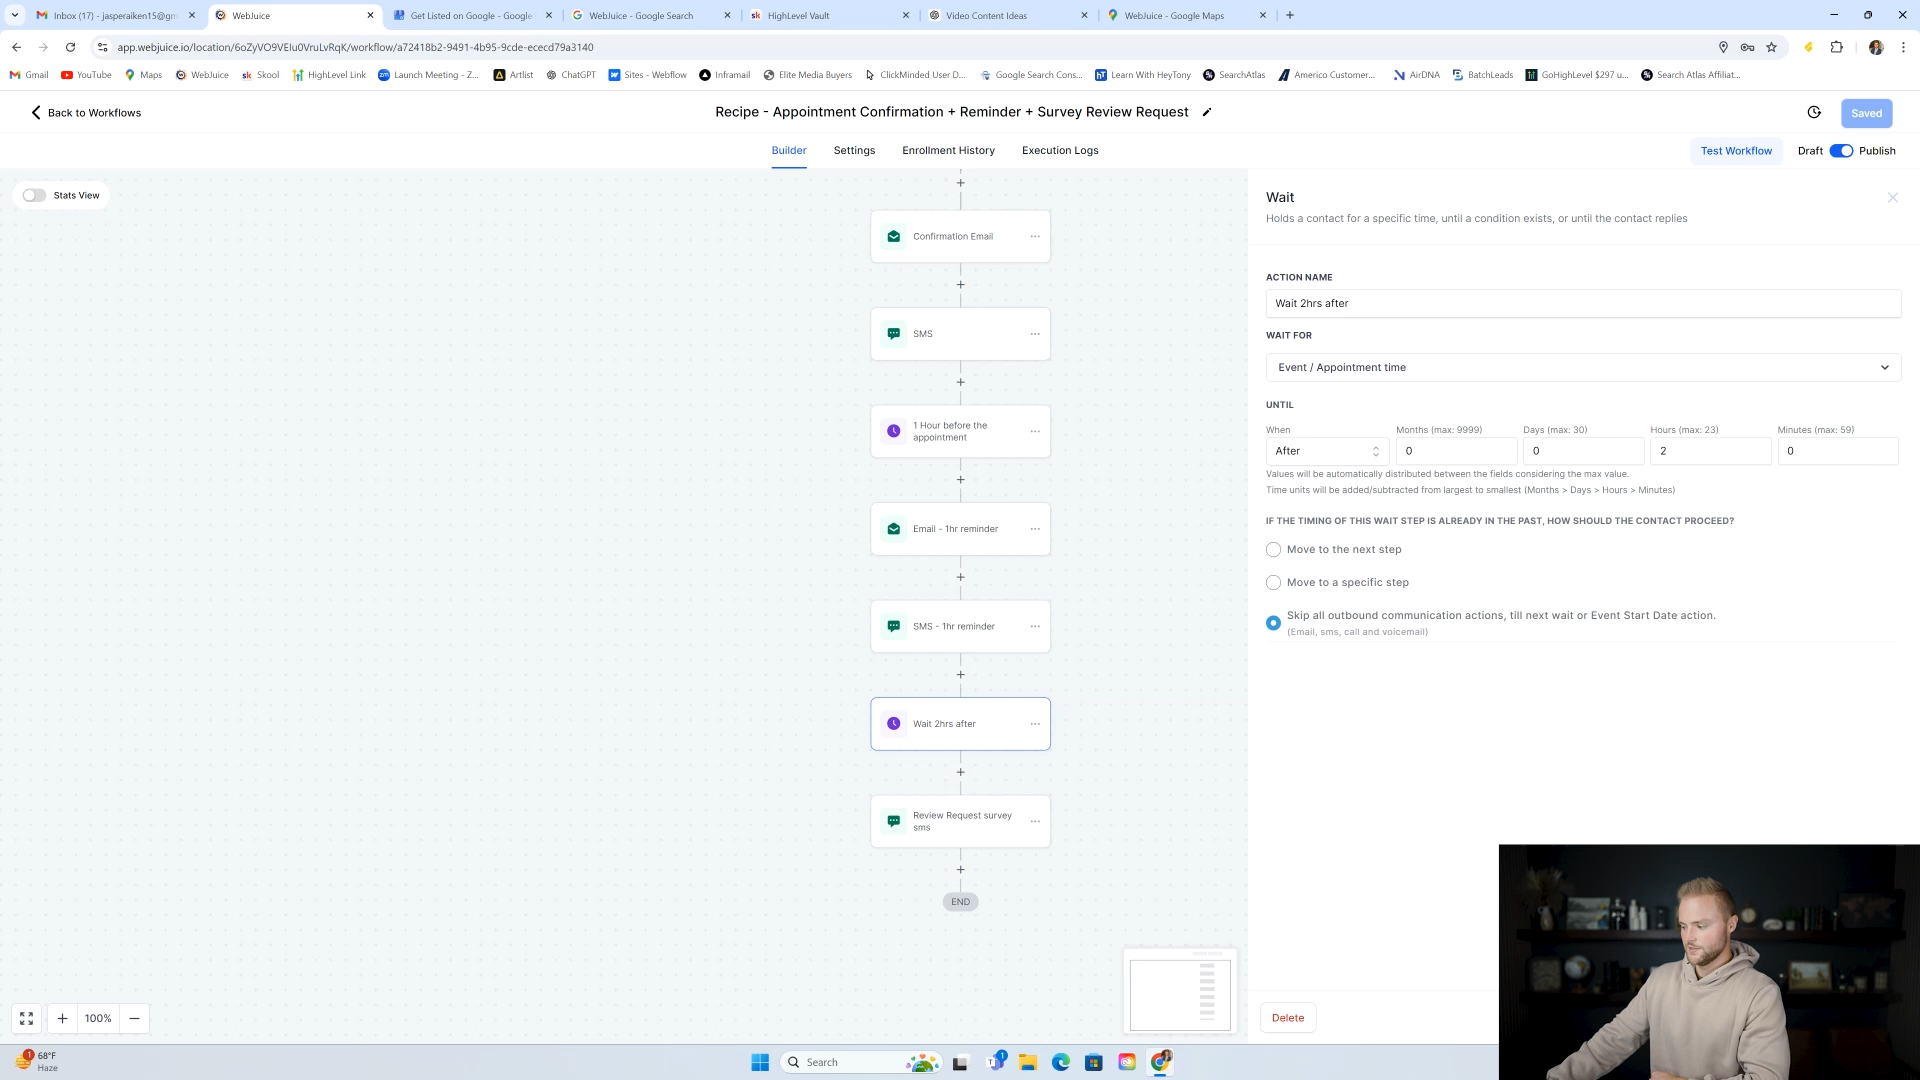 Inbox (17) - jasperaiken15@gm
WebJuice
Get Listed on Google - Google
WebJuice - Google Search
HighLevel Vault
Video Content Ideas
WebJuice - Google Maps
app.webjuice.io/location/6oZyVO9VEIu0VruLvRqK/workflow/a72418b2-9491-4b95-9cde-ececd79a3140
Gmail
YouTube
Maps
WebJuice
Skool
HighLevel Link
Launch Meeting - Z...
Artlist
ChatGPT
Sites - Webflow
Inframail
Elite Media Buyers
ClickMinded User D...
Google Search Cons...
Learn With HeyTony
SearchAtlas
Americo Customer...
AirDNA
BatchLeads
GoHighLevel $297 u...
Search Atlas Affiliat...
Back to Workflows
Recipe - Appointment Confirmation + Reminder + Survey Review Request
Saved
Builder
Settings
Enrollment History
Execution Logs
Test Workflow
Draft
Publish
Stats View
Confirmation Email
SMS
1 Hour before the
appointment
Email - 1hr reminder
SMS - 1hr reminder
Wait 2hrs after
Review Request survey
sms
END
100%
Wait
Holds a contact for a specific time, until a condition exists, or until the contact replies
ACTION NAME
Wait 2hrs after
WAIT FOR
Event / Appointment time
UNTIL
When
Months (max: 9999)
Days (max: 30)
Hours (max: 23)
Minutes (max: 59)
After
0
0
2
0
Values will be automatically distributed between the fields considering the max value.
Time units will be added/subtracted from largest to smallest (Months > Days > Hours > Minutes)
IF THE TIMING OF THIS WAIT STEP IS ALREADY IN THE PAST, HOW SHOULD THE CONTACT PROCEED?
Move to the next step
Move to a specific step
Skip all outbound communication actions, till next wait or Event Start Date action.
(Email, sms, call and voicemail)
Delete
1
68°F
Haze
Search
1